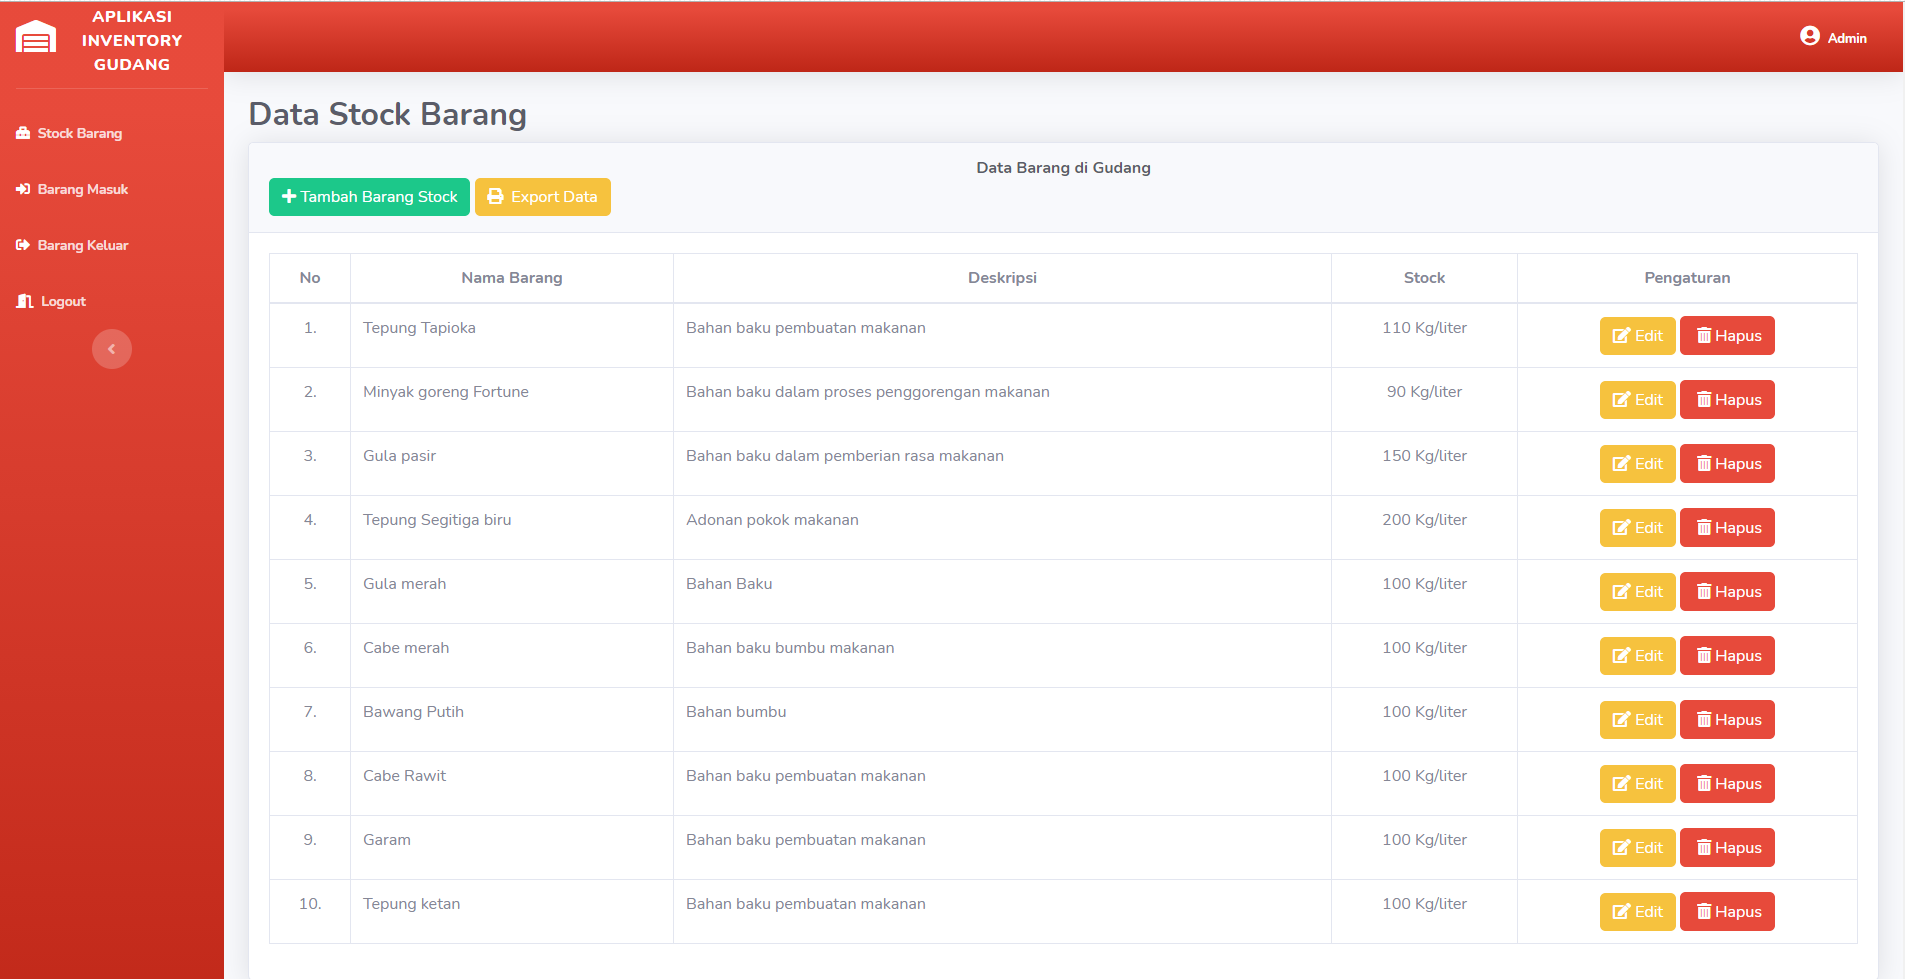 APLIKASI
INVENTORY
GUDANG
Admin
Stock Barang
Barang Masuk
Barang Keluar
Logout
Data Stock Barang
Data Barang di Gudang
Tambah Barang Stock Export Data
No Nama Barang Deskripsi Stock Pengaturan
1. Tepung Tapioka Bahan baku pembuatan makanan 110 Kg/liter Edit Hapus
2. Minyak goreng Fortune Bahan baku dalam proses penggorengan makanan 90 Kg/liter Edit Hapus
3. Gula pasir Bahan baku dalam pemberian rasa makanan 150 Kg/liter Edit Hapus
4. Tepung Segitiga biru Adonan pokok makanan 200 Kg/liter Edit Hapus
5. Gula merah Bahan Baku 100 Kg/liter Edit Hapus
6. Cabe merah Bahan baku bumbu makanan 100 Kg/liter Edit Hapus
7. Bawang Putih Bahan bumbu 100 Kg/liter Edit Hapus
8. Cabe Rawit Bahan baku pembuatan makanan 100 Kg/liter Edit Hapus
9. Garam Bahan baku pembuatan makanan 100 Kg/liter Edit Hapus
10. Tepung ketan Bahan baku pembuatan makanan 100 Kg/liter Edit Hapus